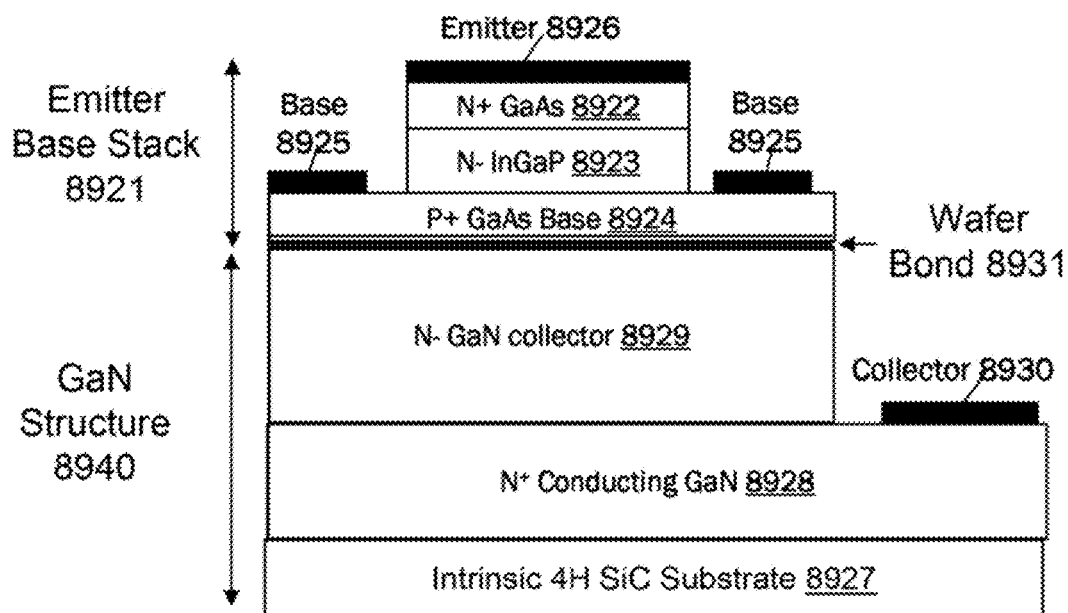 Emitter 8926
Emitter
Base Stack
8921
Base
8925
N+ GaAs 8922
Base
8925
N- InGaP 8923
P+ GaAs Base 8924
Wafer
Bond 8931
N- GaN collector 8929
GaN
Structure
8940
Collector 8930
N+ Conducting GaN 8928
Intrinsic 4H SiC Substrate 8927